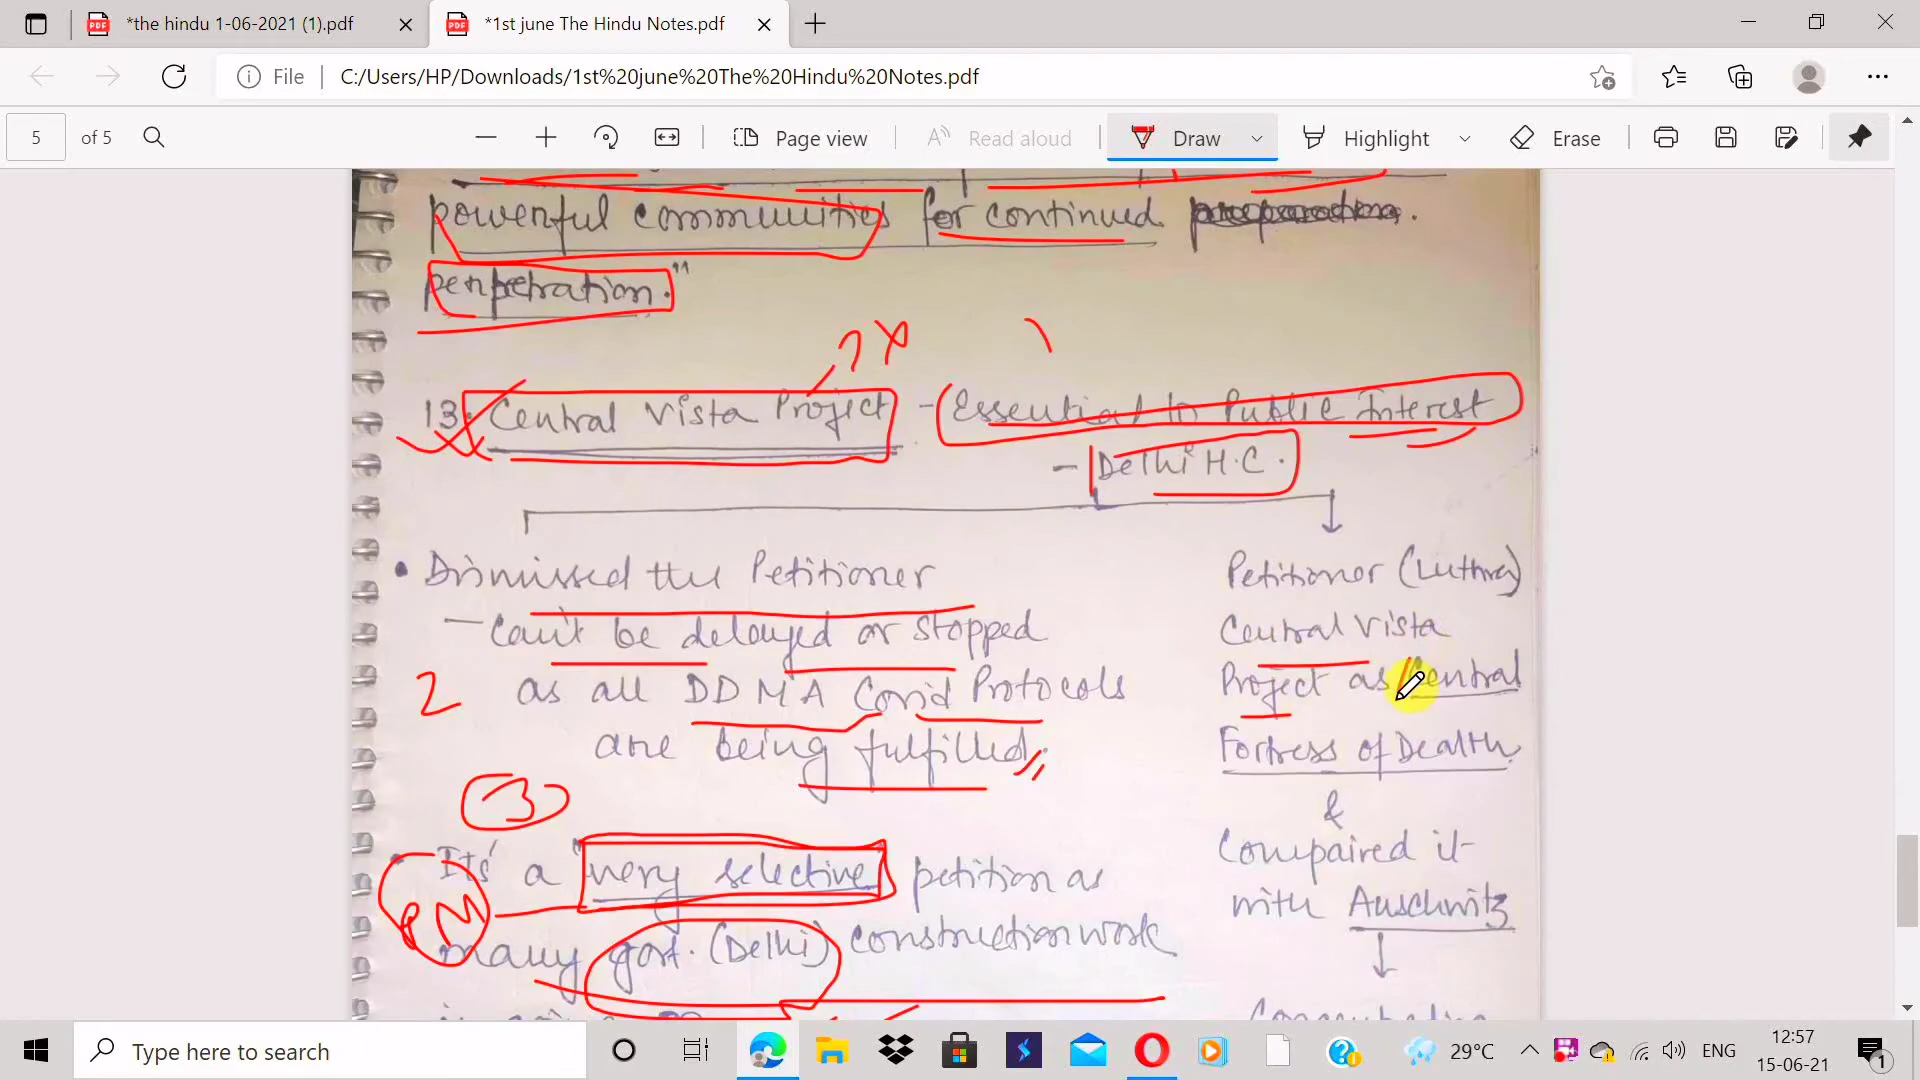 *the hindu 1-06-2021 (1).pdf
*1st june The Hindu Notes.pdf
File
C:/Users/HP/Downloads/1st%20june%20The%20Hindu%20Notes.pdf
5 of 5
Page view
Read aloud
Draw
Highlight
Erase
powerful communities for continued
perpetration."
13. Central Vista Project - Essential to Public Interest
- Delhi H.C.
• Dismissed the Petitioner
- Can't be delayed or stopped
2 as all DDMA Covid Protocols
are being fulfilled.
3
• Its' a "very selective petition as
many govt. (Delhi) construction work
Petitioner (Luthra)
Central Vista
Project as Central
Fortress of Dealth
&
Compaired it
with Auschwitz
Type here to search
29°C
ENG
12:57
15-06-21
1